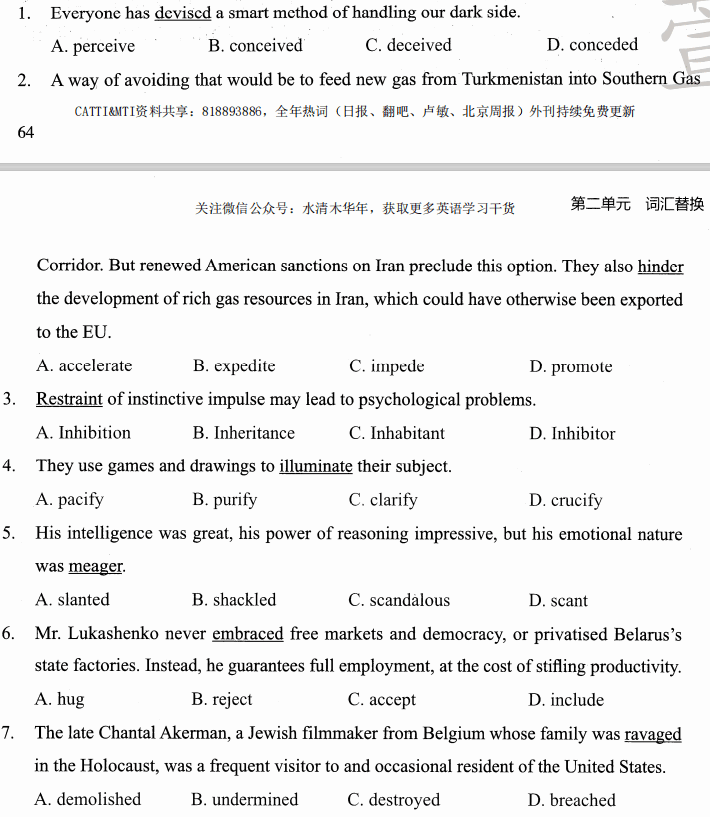 1. Everyone has devised a smart method of handling our dark side.
A. perceive B. conceived C. deceived D. conceded
2. A way of avoiding that would be to feed new gas from Turkmenistan into Southern Gas
CATTI&MTI资料共享：818893886，全年热词（日报、翻吧、卢敏、北京周报）外刊持续免费更新
64
关注微信公众号：水清木华年，获取更多英语学习干货
第二单元 词汇替换
Corridor. But renewed American sanctions on Iran preclude this option. They also hinder
the development of rich gas resources in Iran, which could have otherwise been exported
to the EU.
A. accelerate B. expedite C. impede D. promote
3. Restraint of instinctive impulse may lead to psychological problems.
A. Inhibition B. Inheritance C. Inhabitant D. Inhibitor
4. They use games and drawings to illuminate their subject.
A. pacify B. purify C. clarify D. crucify
5. His intelligence was great, his power of reasoning impressive, but his emotional nature
was meager.
A. slanted B. shackled C. scandalous D. scant
6. Mr. Lukashenko never embraced free markets and democracy, or privatised Belarus’s
state factories. Instead, he guarantees full employment, at the cost of stifling productivity.
A. hug B. reject C. accept D. include
7. The late Chantal Akerman, a Jewish filmmaker from Belgium whose family was ravaged
in the Holocaust, was a frequent visitor to and occasional resident of the United States.
A. demolished B. undermined C. destroyed D. breached